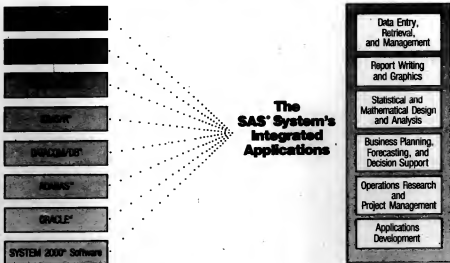 DATACOM/DB™
ADABAS™
ORACLE®
SYSTEM 2000® Software
The
SAS® System's
Integrated
Applications
Data Entry,
Retrieval,
and Management
Report Writing
and Graphics
Statistical and
Mathematical Design
and Analysis
Business Planning,
Forecasting, and
Decision Support
Operations Research
and
Project Management
Applications
Development